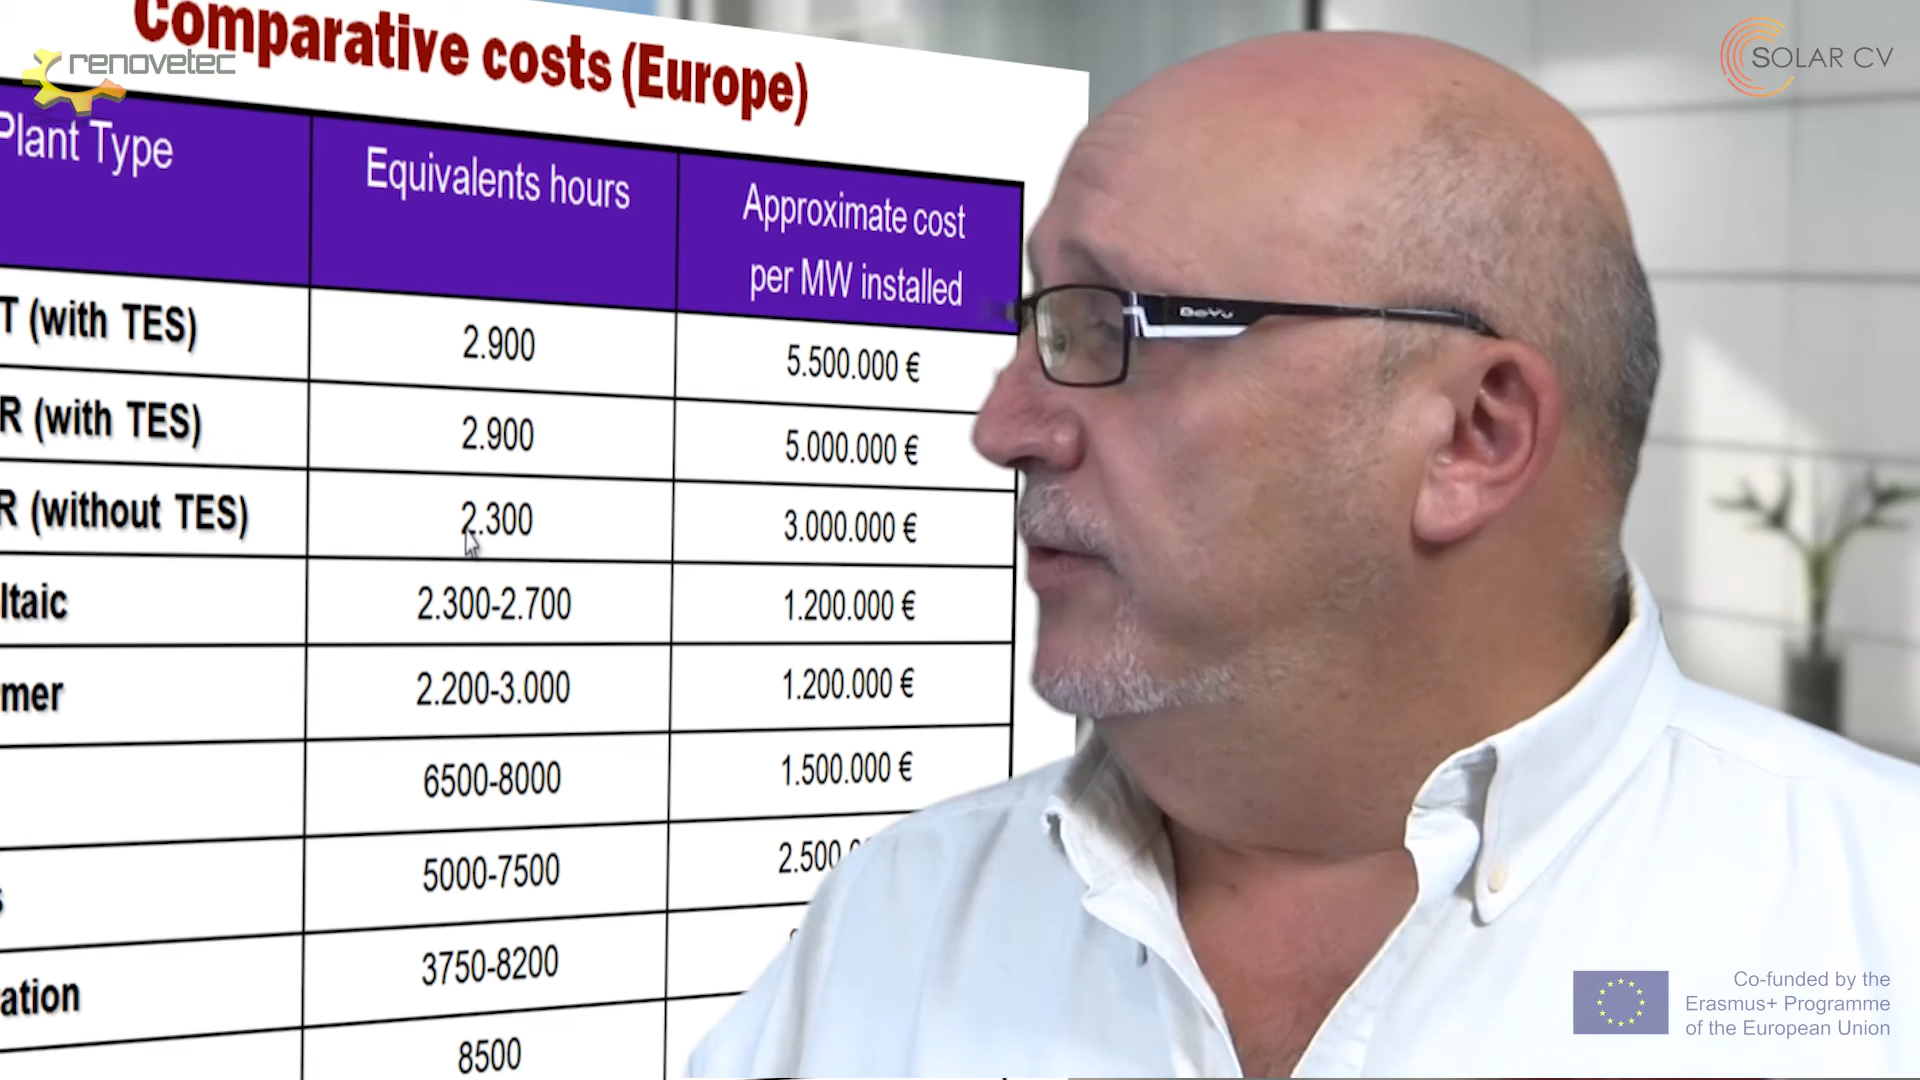 Comparative costs (Europe)
renovetec
SOLAR CV
Plant Type
Equivalents hours
Approximate cost
per MW installed
T (with TES)
2.900
5.500.000 €
R (with TES)
2.900
5.000.000 €
R (without TES)
2.300
3.000.000 €
ltaic
2.300-2.700
1.200.000 €
mer
2.200-3.000
1.200.000 €
6500-8000
1.500.000 €
5000-7500
2.500
ation
3750-8200
8500
BeVu
Co-funded by the
Erasmus+ Programme
of the European Union